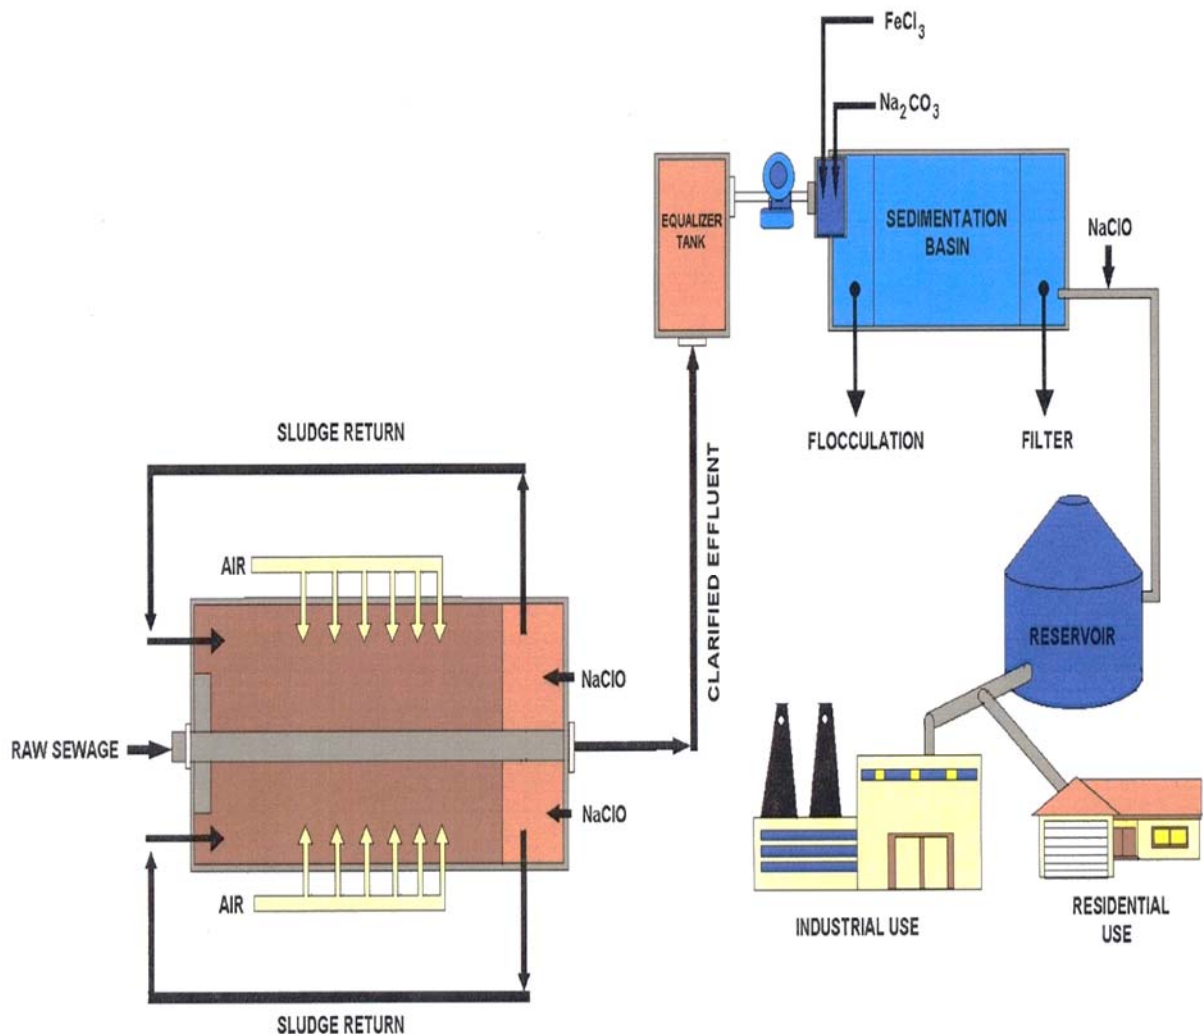 FeCl3
Na2CO3
EQUALIZER
TANK
SEDIMENTATION
BASIN
NaClO
FLOCCULATION
FILTER
SLUDGE RETURN
CLARIFIED EFFLUENT
AIR
RESERVOIR
NaClO
RAW SEWAGE
NaClO
AIR
INDUSTRIAL USE
RESIDENTIAL
USE
SLUDGE RETURN